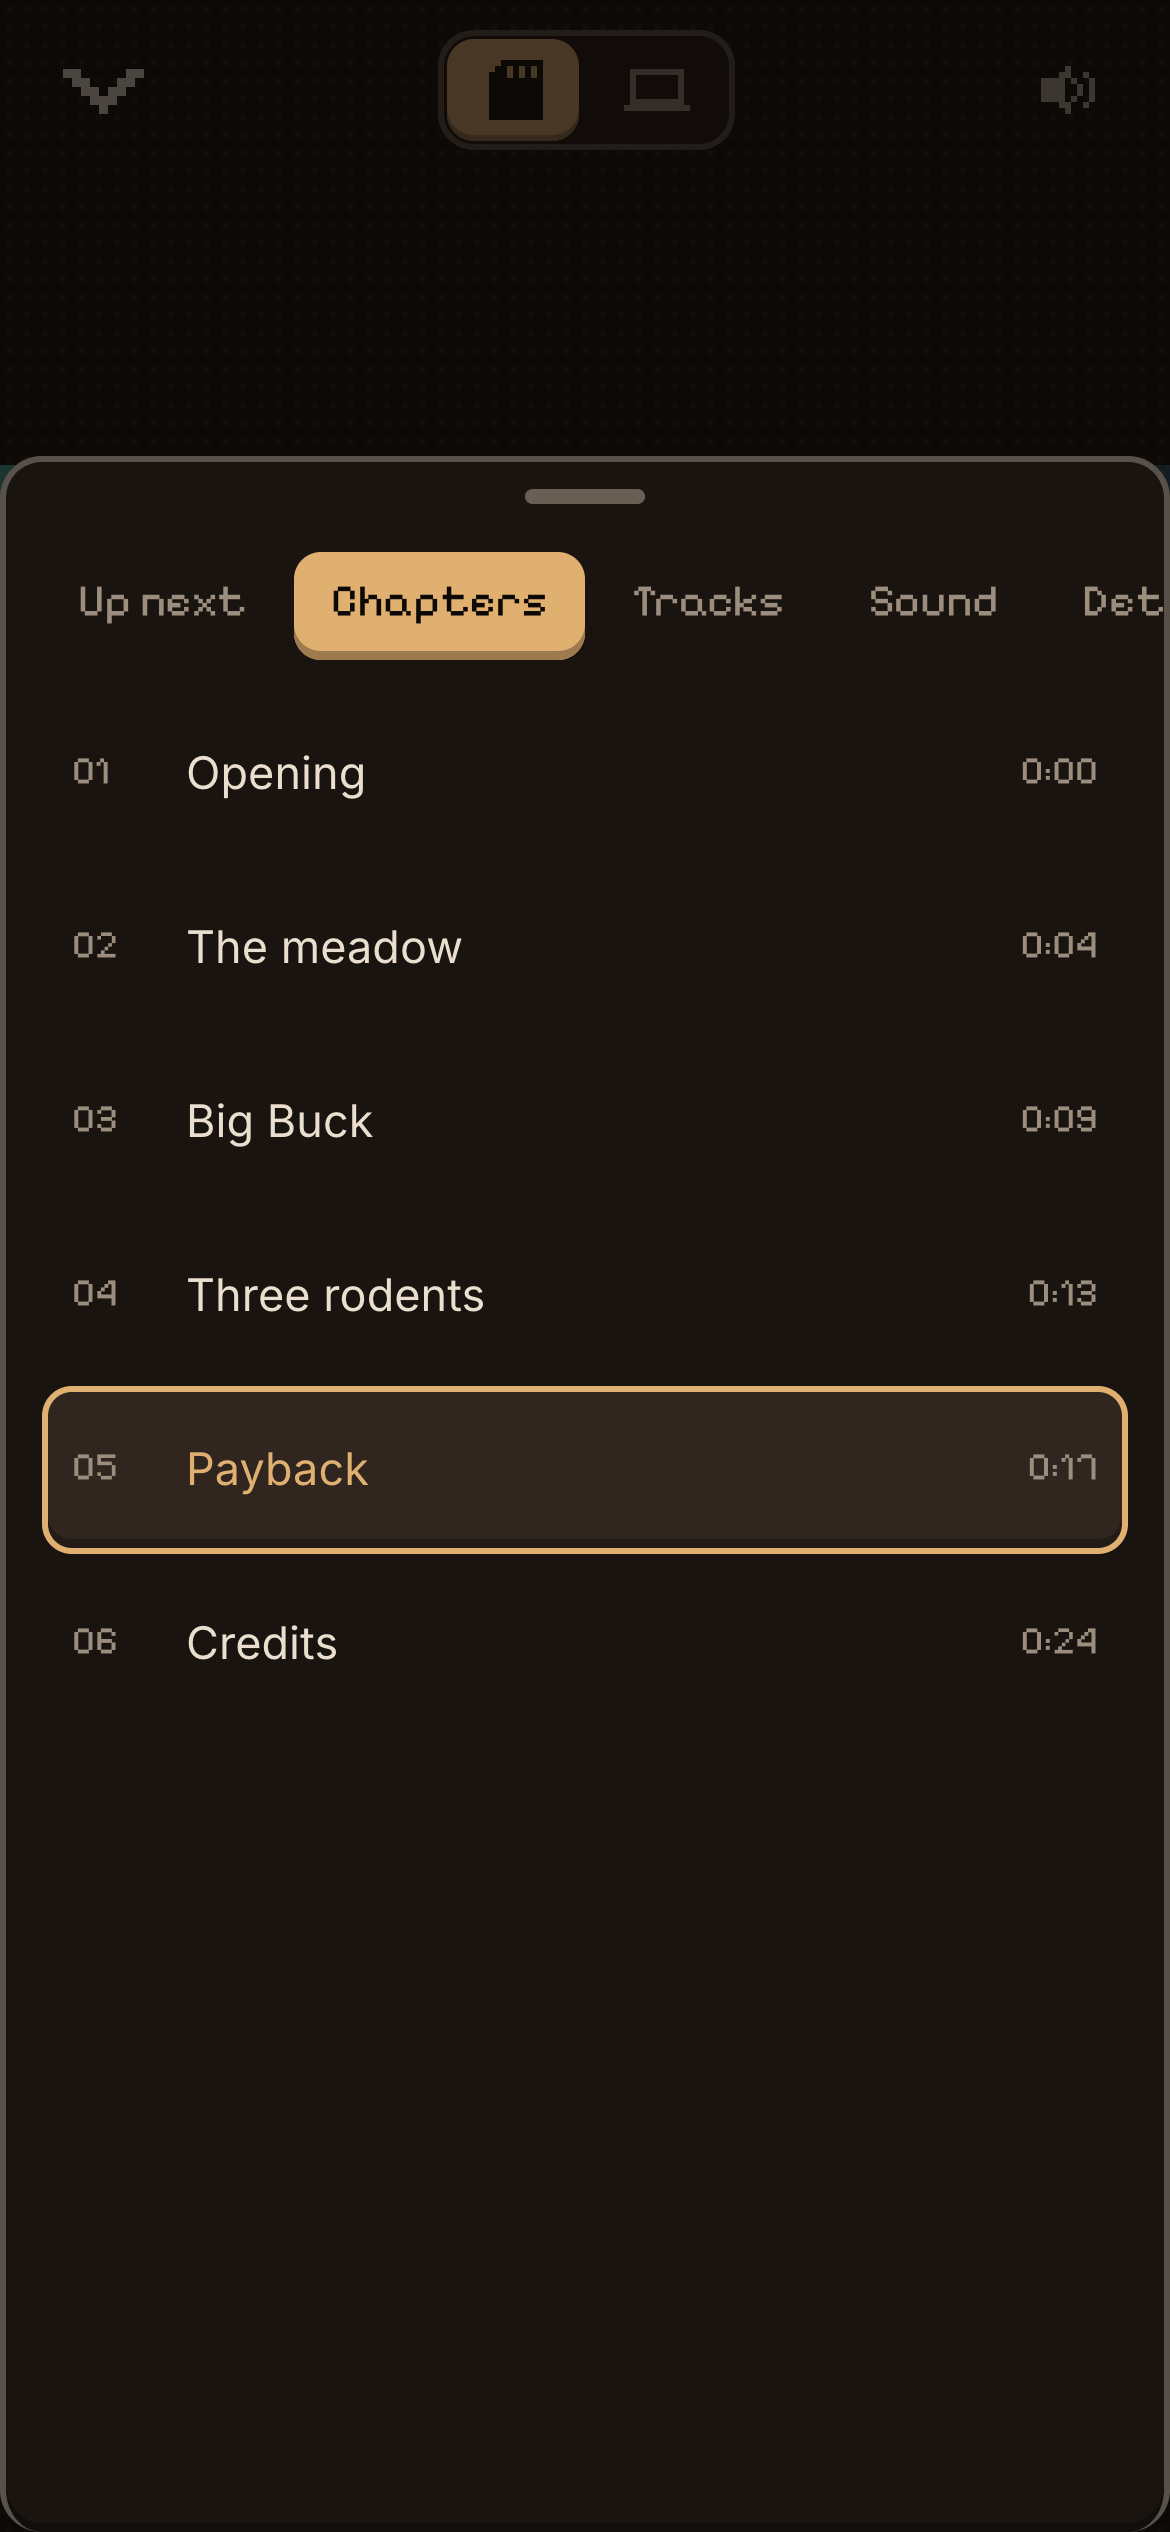 Up next Chapters Tracks Sound Det
01 Opening 0:00
02 The meadow 0:04
03 Big Buck 0:09
04 Three rodents 0:13
05 Payback 0:17
06 Credits 0:24